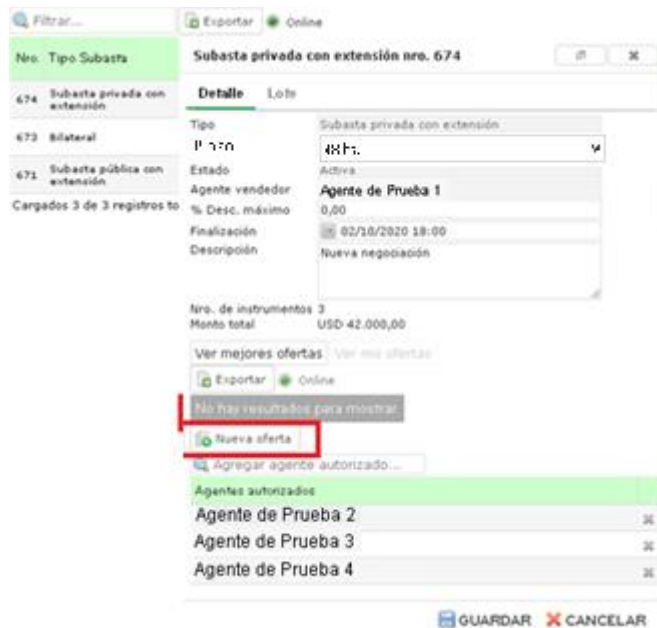 Filtrar...
Exportar Online
Nro. Tipo Subasta
674 Subasta privada con extensión
673 Bilateral
671 Subasta pública con extensión
Cargados 3 de 3 registros to
Subasta privada con extensión nro. 674
Detalle Lote
Tipo Subasta privada con extensión
Plazo 48 hs.
Estado Activa
Agente vendedor Agente de Prueba 1
% Desc. máximo 0,00
Finalización 02/10/2020 18:00
Descripción Nueva negociación
Nro. de instrumentos 3
Monto total USD 42.000,00
Ver mejores ofertas Ver mis ofertas
Exportar Online
No hay resultados para mostrar
Nueva oferta
Agregar agente autorizado...
Agentes autorizados
Agente de Prueba 2
Agente de Prueba 3
Agente de Prueba 4
GUARDAR CANCELAR